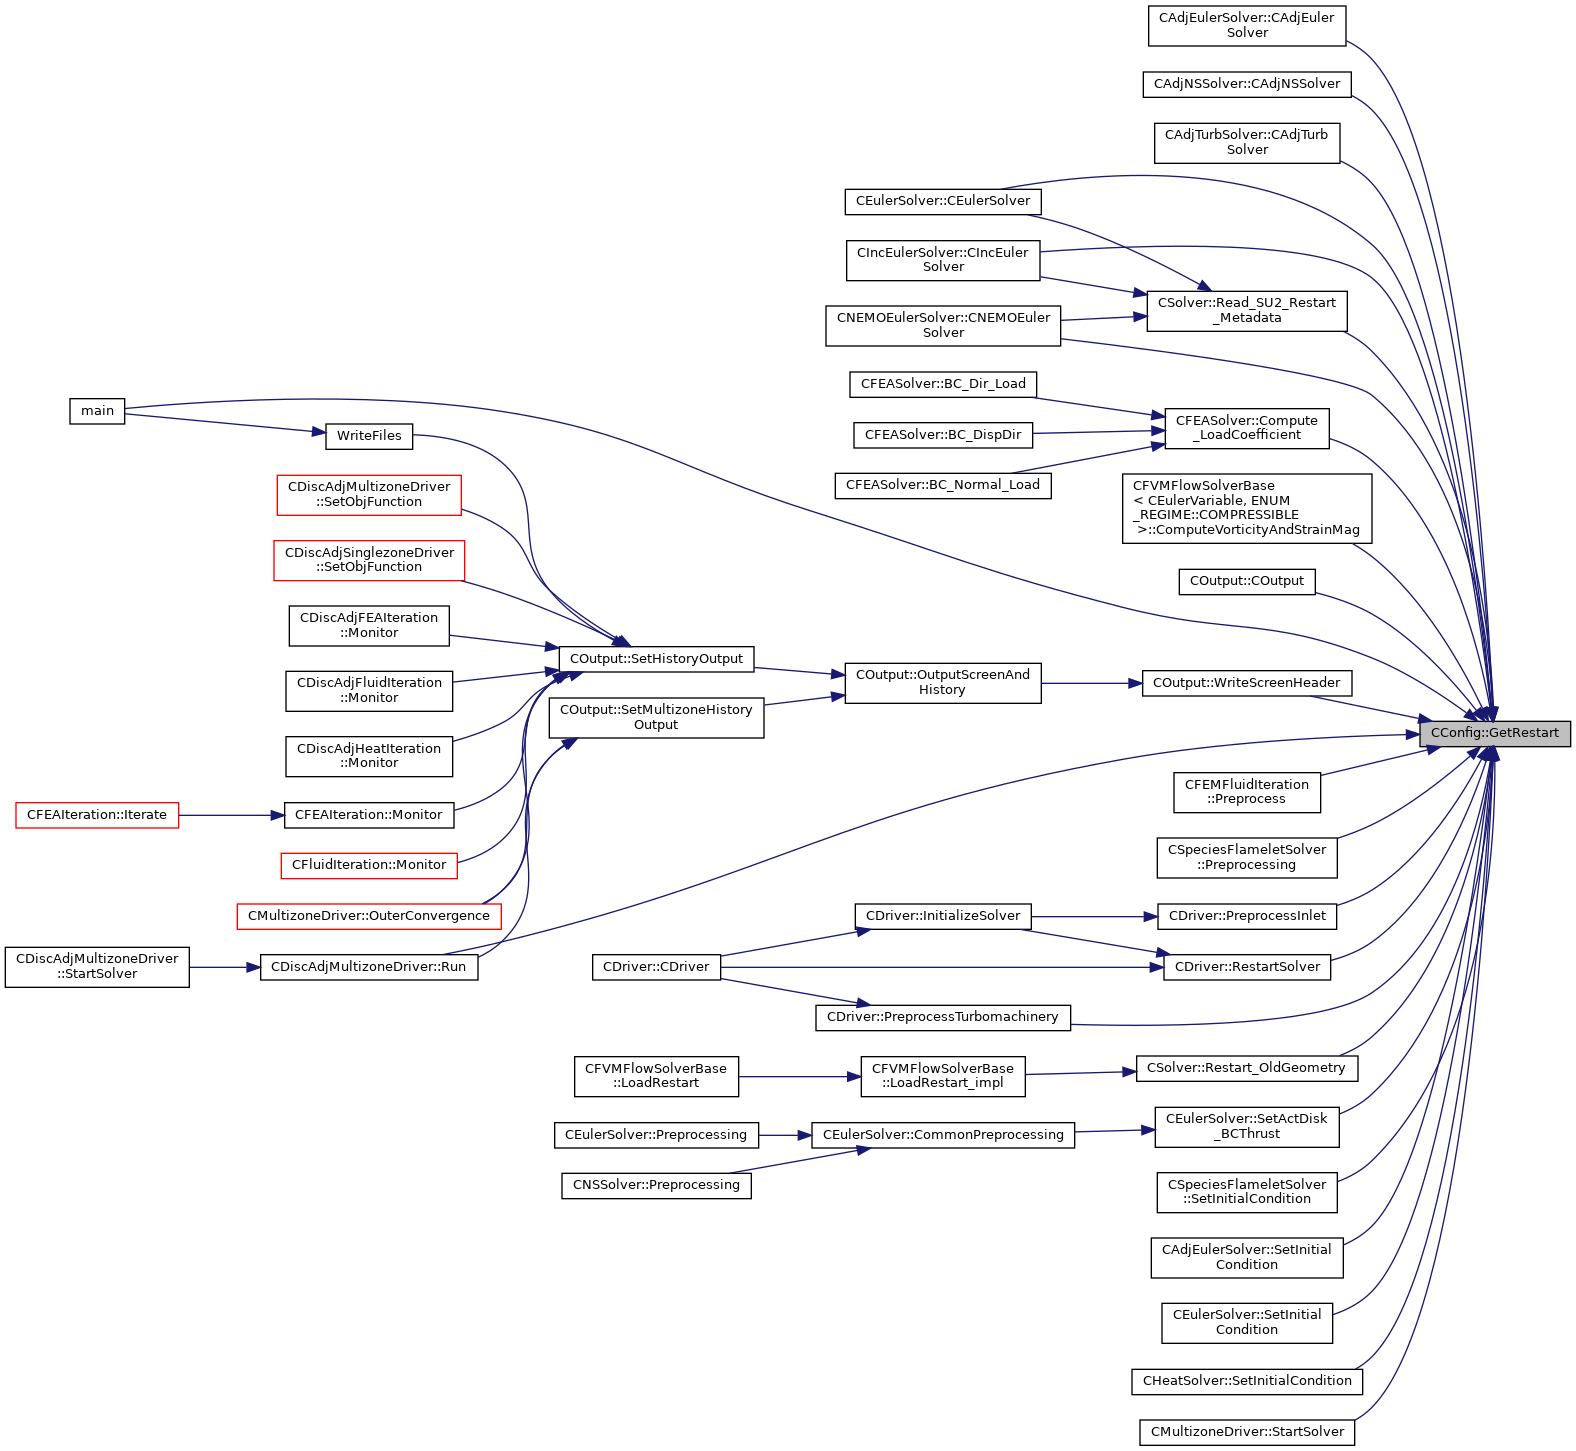 CAdjEulerSolver::CAdjEuler
Solver
CAdjNSSolver::CAdjNSSolver
CAdjTurbSolver::CAdjTurb
Solver
CEulerSolver::CEulerSolver
CIncEulerSolver::CIncEuler
Solver
CSolver::Read_SU2_Restart
_Metadata
CNEMOEulerSolver::CNEMOEuler
Solver
CFEASolver::BC_Dir_Load
CFEASolver::Compute
_LoadCoefficient
CFEASolver::BC_DispDir
CFEASolver::BC_Normal_Load
main
WriteFiles
CFVMFlowSolverBase
< CEulerVariable, ENUM
_REGIME::COMPRESSIBLE
>::ComputeVorticityAndStrainMag
CDiscAdjMultizoneDriver
::SetObjFunction
CDiscAdjSinglezoneDriver
::SetObjFunction
COutput::COutput
CDiscAdjFEAIteration
::Monitor
COutput::SetHistoryOutput
COutput::OutputScreenAnd
History
COutput::WriteScreenHeader
CDiscAdjFluidIteration
::Monitor
COutput::SetMultizoneHistory
Output
CConfig::GetRestart
CDiscAdjHeatIteration
::Monitor
CFEMFluidIteration
::Preprocess
CFEAIteration::Iterate
CFEAIteration::Monitor
CFluidIteration::Monitor
CSpeciesFlameletSolver
::Preprocessing
CMultizoneDriver::OuterConvergence
CDriver::InitializeSolver
CDriver::PreprocessInlet
CDiscAdjMultizoneDriver
::StartSolver
CDiscAdjMultizoneDriver::Run
CDriver::CDriver
CDriver::RestartSolver
CDriver::PreprocessTurbomachinery
CFVMFlowSolverBase
::LoadRestart
CFVMFlowSolverBase
::LoadRestart_impl
CSolver::Restart_OldGeometry
CEulerSolver::Preprocessing
CEulerSolver::CommonPreprocessing
CEulerSolver::SetActDisk
_BCThrust
CNSSolver::Preprocessing
CSpeciesFlameletSolver
::SetInitialCondition
CAdjEulerSolver::SetInitial
Condition
CEulerSolver::SetInitial
Condition
CHeatSolver::SetInitialCondition
CMultizoneDriver::StartSolver